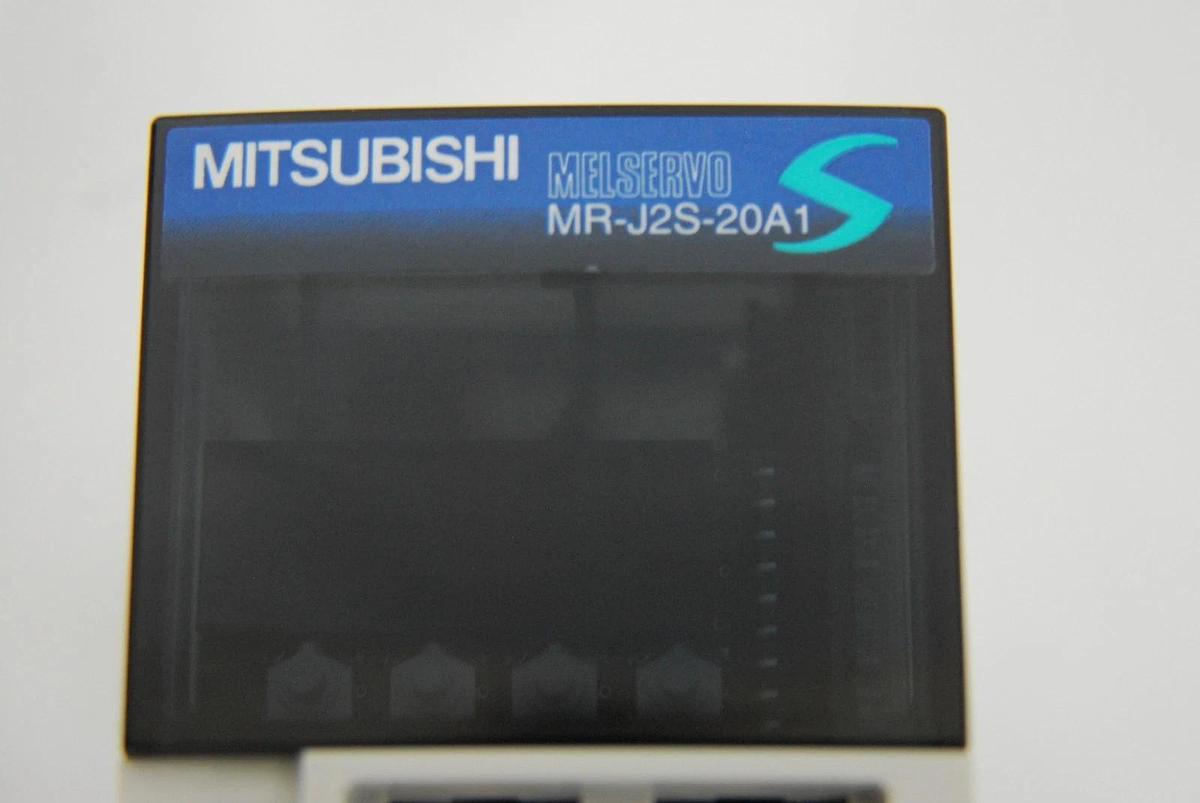 MITSUBISHI
MELSERVO
MR-J2S-20A1
S